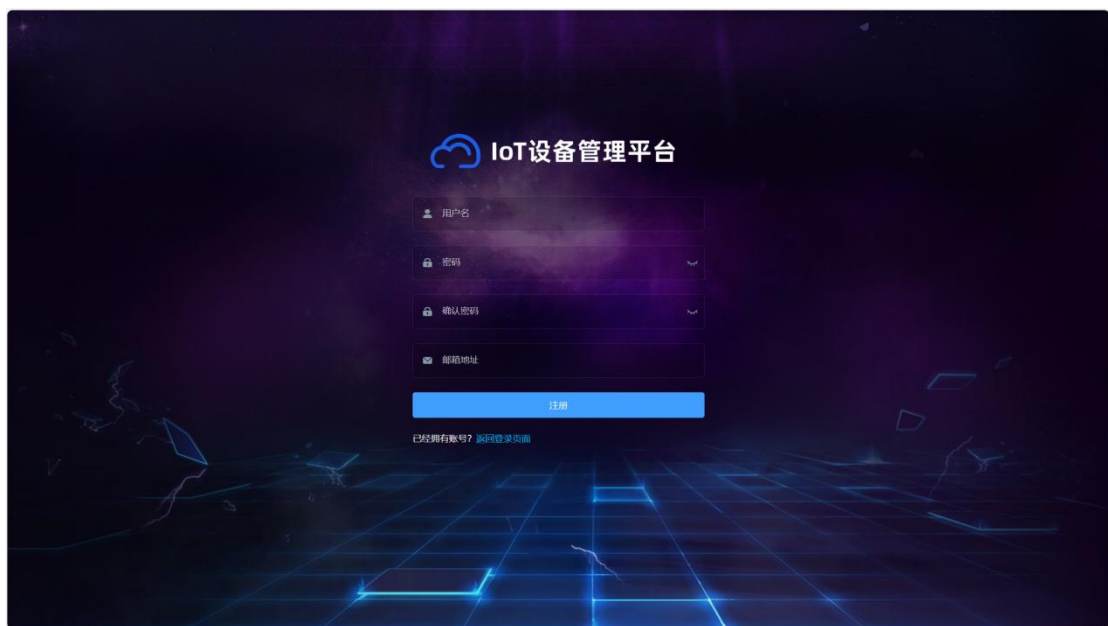 IoT设备管理平台
用户名
密码
确认密码
邮箱地址
注册
已经拥有账号？返回登录页面